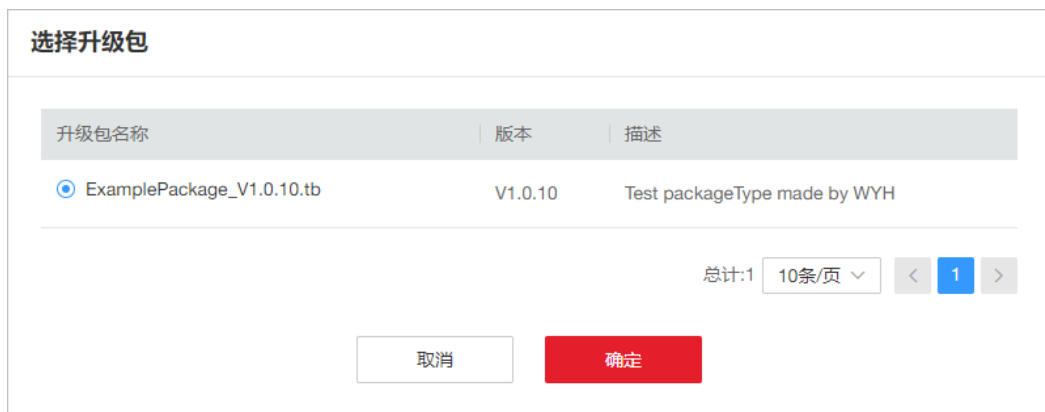 选择升级包
升级包名称 版本 描述
ExamplePackage_V1.0.10.tb V1.0.10 Test packageType made by WYH
总计:1 10条/页 1
取消 确定